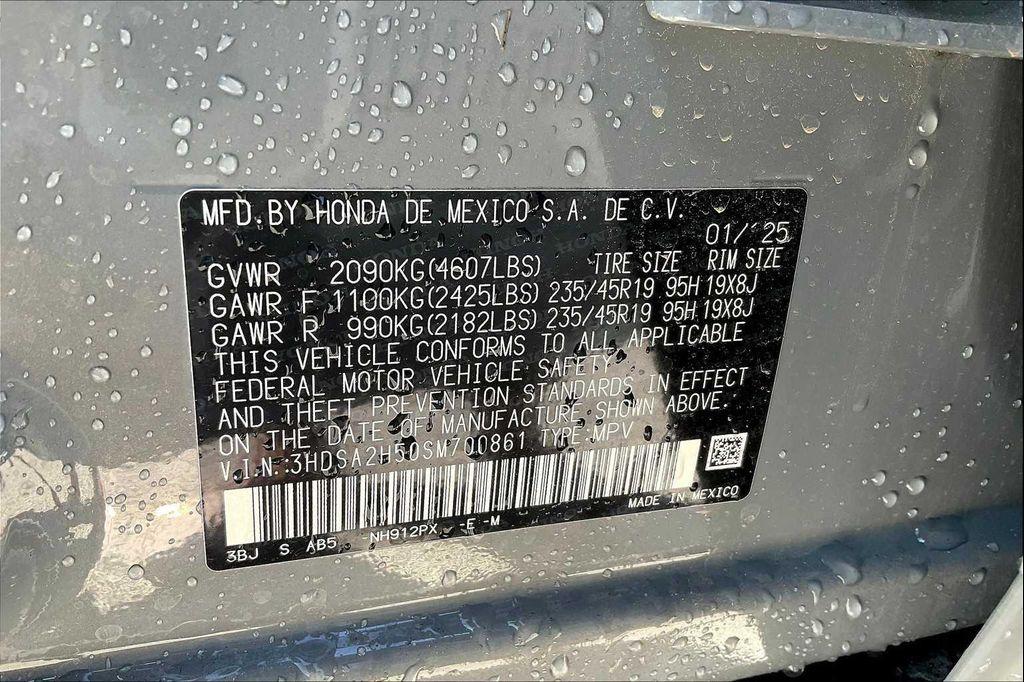 MFD. BY HONDA DE MEXICO S.A. DE C.V.
01/ 25
GVWR 2090KG(4607LBS) TIRE SIZE RIM SIZE
GAWR F 1100KG(2425LBS) 235/45R19 95H 19X8J
GAWR R 990KG(2182LBS) 235/45R19 95H 19X8J
THIS VEHICLE CONFORMS TO ALL APPLICABLE
FEDERAL MOTOR VEHICLE SAFETY
AND THEFT PREVENTION STANDARDS IN EFFECT
ON THE DATE OF MANUFACTURE SHOWN ABOVE.
V.I.N.:3HDSA2H50SM700861 TYPE:MPV
MADE IN MEXICO
3BJ S AB5 -NH912PX -E-M